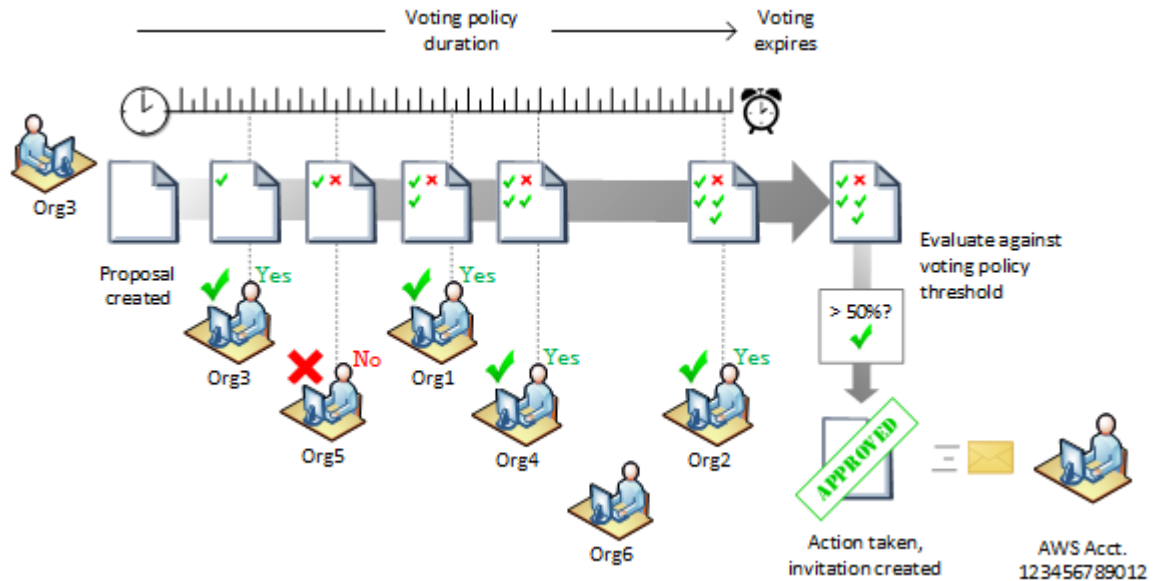 Voting policy
duration
Voting
expires
Org3
Proposal
created
Yes
Org3
No
Org5
Yes
Org1
Yes
Org4
Org6
Yes
Org2
Evaluate against
voting policy
threshold
> 50%?
APPROVED
Action taken,
invitation created
AWS Acct.
123456789012